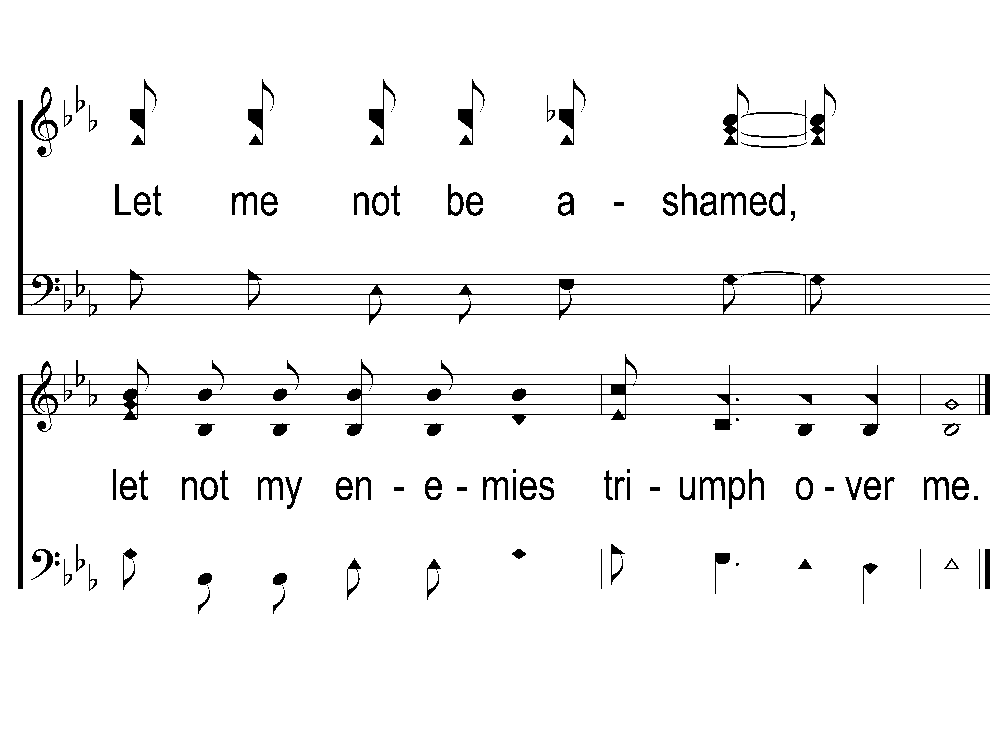 Let me not be a - shamed,
let not my en - e - mies tri - umph o - ver me.